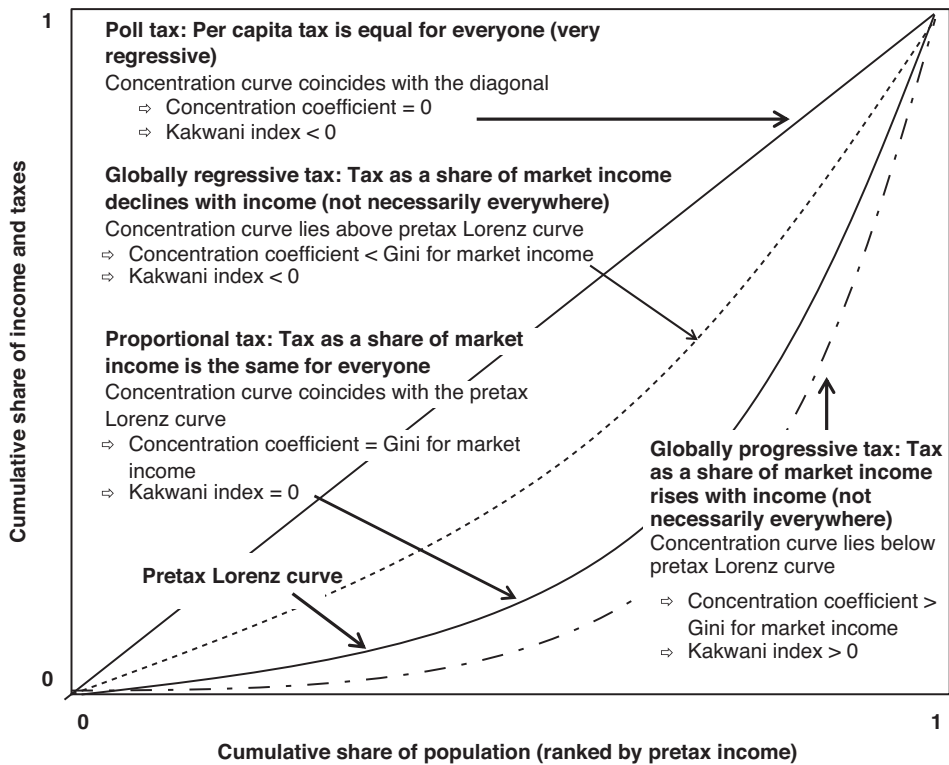 1
Poll tax: Per capita tax is equal for everyone (very
regressive)
Concentration curve coincides with the diagonal
⇨ Concentration coefficient = 0
⇨ Kakwani index < 0
Globally regressive tax: Tax as a share of market income
declines with income (not necessarily everywhere)
Concentration curve lies above pretax Lorenz curve
⇨ Concentration coefficient < Gini for market income
⇨ Kakwani index < 0
Proportional tax: Tax as a share of market
income is the same for everyone
Concentration curve coincides with the pretax
Lorenz curve
⇨ Concentration coefficient = Gini for market
income
⇨ Kakwani index = 0
Pretax Lorenz curve
Globally progressive tax: Tax
as a share of market income
rises with income (not
necessarily everywhere)
Concentration curve lies below
pretax Lorenz curve
⇨ Concentration coefficient >
Gini for market income
⇨ Kakwani index > 0
Cumulative share of income and taxes
0
0
1
Cumulative share of population (ranked by pretax income)